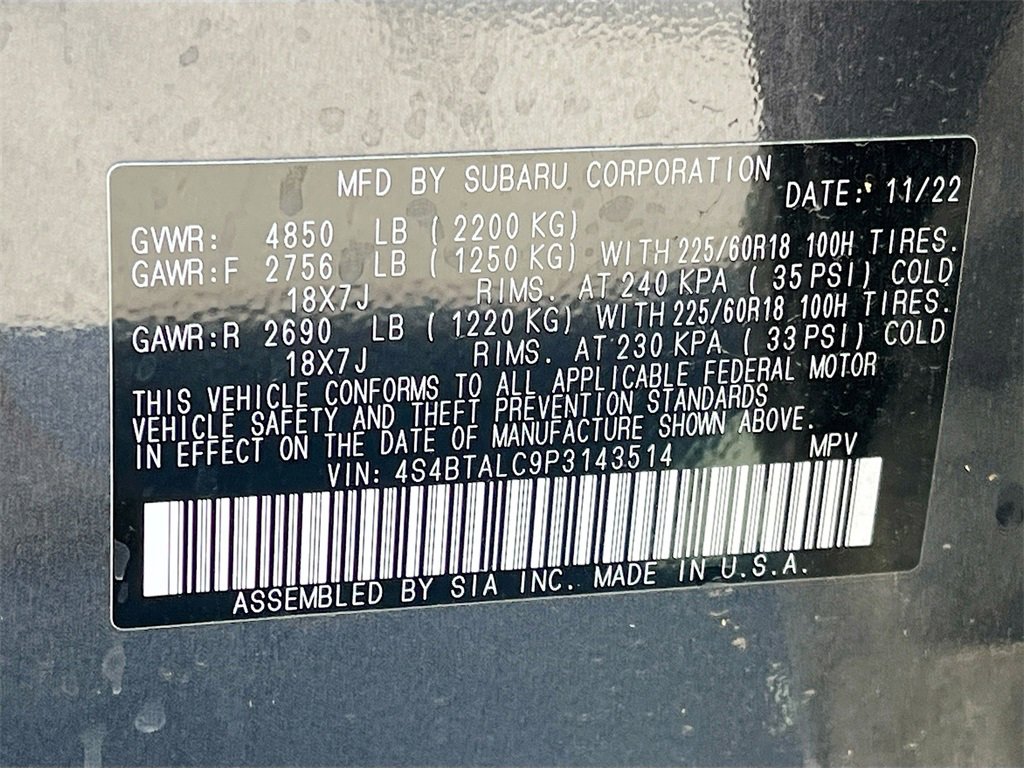 MFD BY SUBARU CORPORATION DATE: 11/22
GVWR: 4850 LB ( 2200 KG)
GAWR:F 2756 LB ( 1250 KG) WITH 225/60R18 100H TIRES.
18X7J RIMS. AT 240 KPA ( 35 PSI) COLD
GAWR:R 2690 LB ( 1220 KG) WITH 225/60R18 100H TIRES.
18X7J RIMS. AT 230 KPA ( 33 PSI) COLD
THIS VEHICLE CONFORMS TO ALL APPLICABLE FEDERAL MOTOR
VEHICLE SAFETY AND THEFT PREVENTION STANDARDS
IN EFFECT ON THE DATE OF MANUFACTURE SHOWN ABOVE.
VIN: 4S4BTALC9P3143514 MPV
ASSEMBLED BY SIA INC. MADE IN U.S.A.